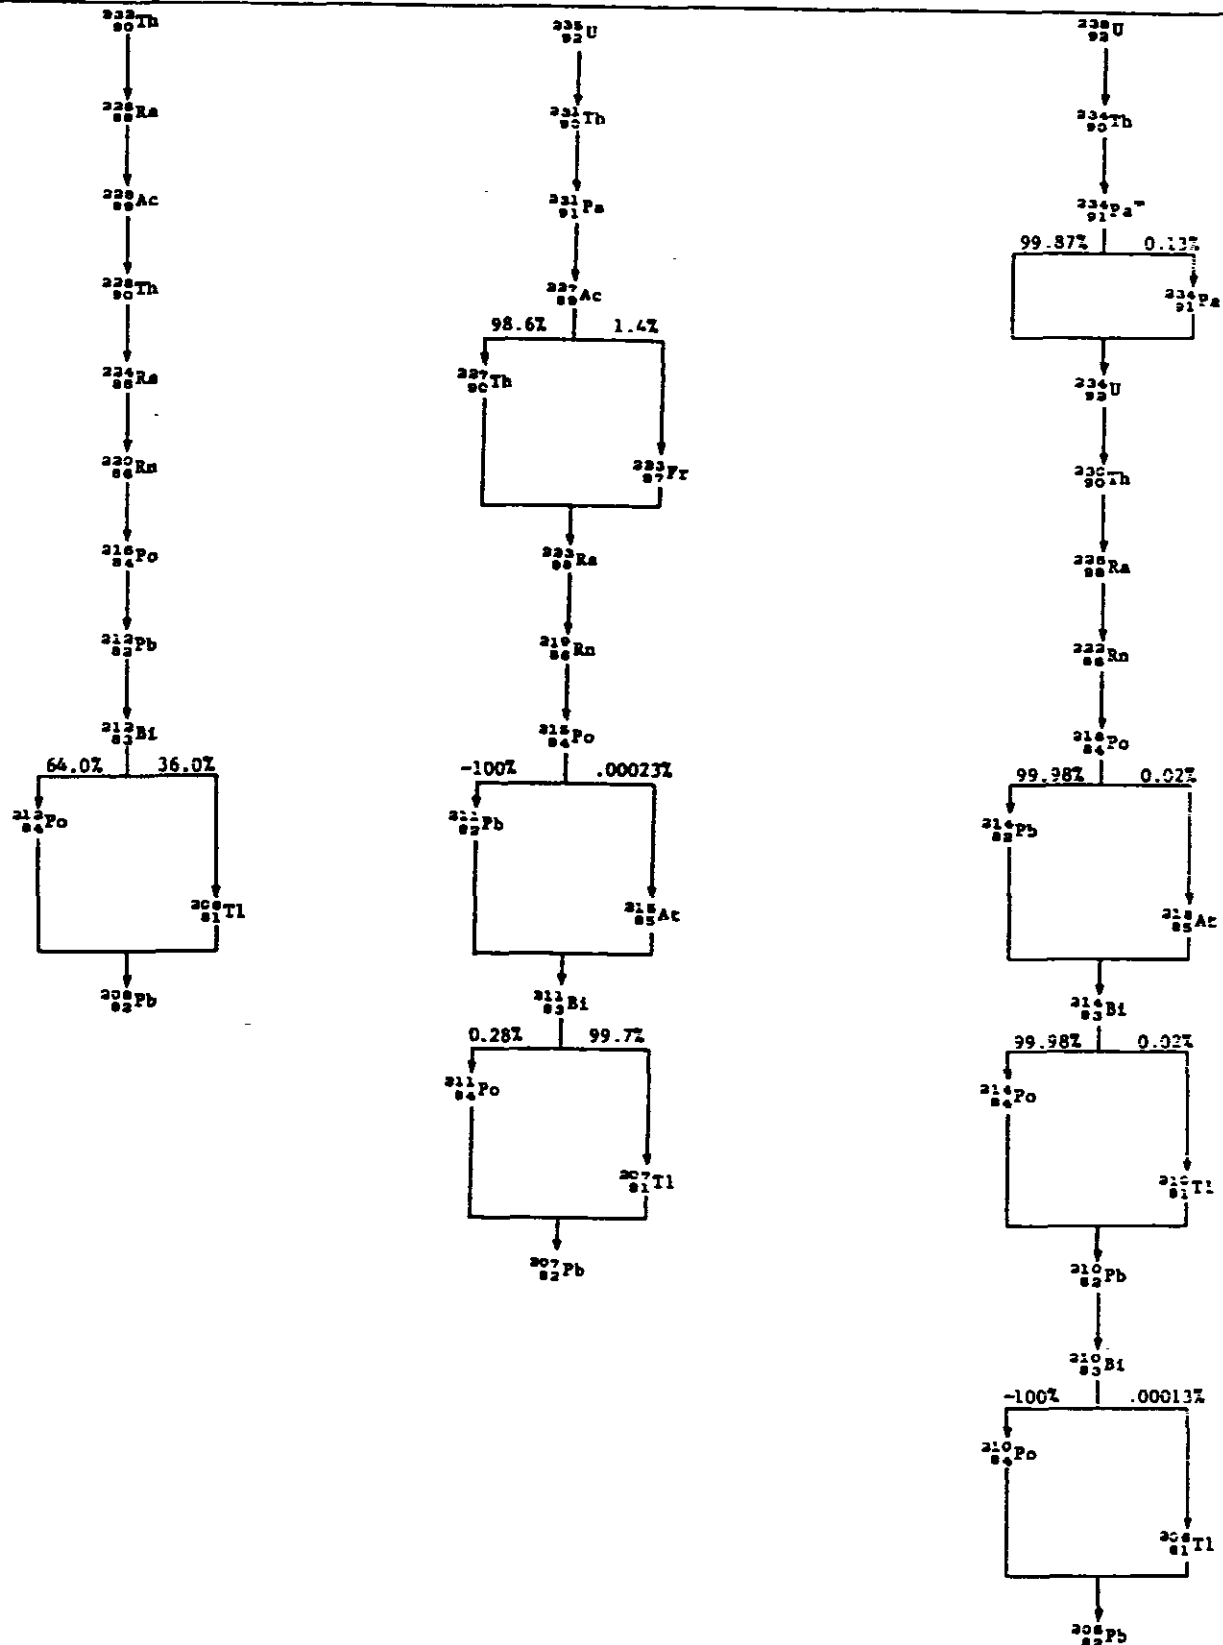 232 90 Th
228 88 Ra
228 89 Ac
228 90 Th
224 88 Ra
220 86 Rn
216 84 Po
212 82 Pb
212 83 Bi
64.0% 36.0%
212 84 Po
208 81 Tl
208 82 Pb
235 92 U
231 90 Th
231 91 Pa
227 89 Ac
98.6% 1.4%
227 90 Th
223 87 Fr
223 88 Ra
219 86 Rn
215 84 Po
~100% .00023%
211 82 Pb
215 85 At
211 83 Bi
0.28% 99.7%
211 84 Po
207 81 Tl
207 82 Pb
238 92 U
234 90 Th
234 91 Pa m
99.87% 0.13%
234 91 Pa
234 92 U
230 90 Th
226 88 Ra
222 86 Rn
218 84 Po
99.98% 0.02%
214 82 Pb
218 85 At
214 83 Bi
99.98% 0.02%
214 84 Po
210 81 Tl
210 82 Pb
210 83 Bi
~100% .00013%
210 84 Po
206 81 Tl
206 82 Pb